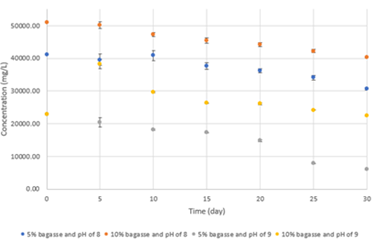 50000.00
40000.00
30000.00
20000.00
10000.00
0.00
Concentration (mg/L)
0 5 10 15 20 25 30
Time (day)
5% bagasse and pH of 8 10% bagasse and pH of 8 5% bagasse and pH of 9 10% bagasse and pH of 9